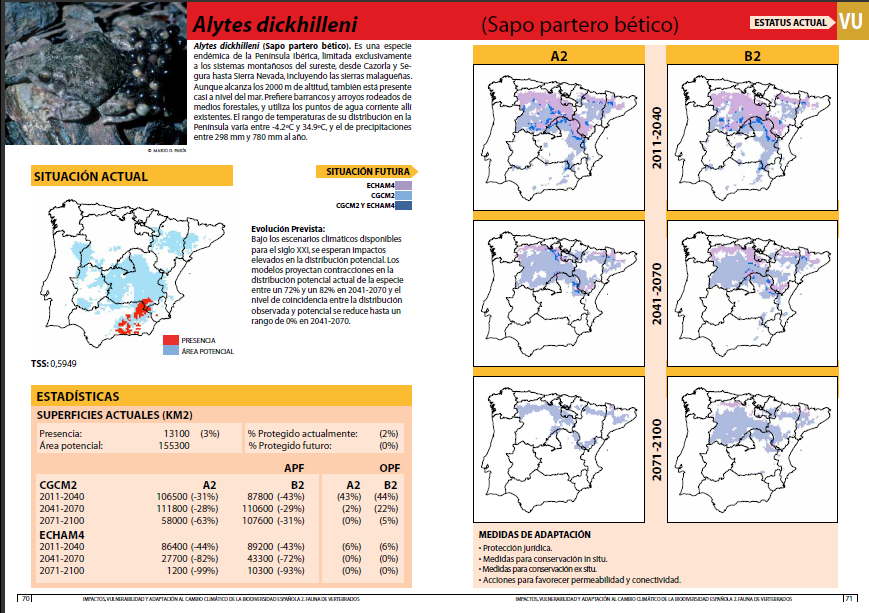 Alytes dickhilleni
(Sapo partero bético)
ESTATUS ACTUAL
VU
Alytes dickhilleni (Sapo partero bético). Es una especie
endémica de la Península Ibérica, limitada exclusivamente
a los sistemas montañosos del sureste, desde Cazorla y Se-
gura hasta Sierra Nevada, incluyendo las sierras malagueñas.
Aunque alcanza los 2000 m de altitud, también está presente
casi a nivel del mar. Prefiere barrancos y arroyos rodeados de
medios forestales, y utiliza los puntos de agua corriente allí
existentes. El rango de temperaturas de su distribución en la
Península varía entre -4.2ºC y 34.9ºC, y el de precipitaciones
entre 298 mm y 780 mm al año.
© MARIO G. PARÍS
SITUACIÓN ACTUAL
SITUACIÓN FUTURA
ECHAM4
CGCM2
CGCM2 Y ECHAM4
Evolución Prevista:
Bajo los escenarios climáticos disponibles
para el siglo XXI, se esperan impactos
elevados en la distribución potencial. Los
modelos proyectan contracciones en la
distribución potencial actual de la especie
entre un 72% y un 82% en 2041-2070 y el
nivel de coincidencia entre la distribución
observada y potencial se reduce hasta un
rango de 0% en 2041-2070.
PRESENCIA
ÁREA POTENCIAL
TSS: 0,5949
ESTADÍSTICAS
SUPERFICIES ACTUALES (KM2)
Presencia: 13100 (3%) % Protegido actualmente: (2%)
Área potencial: 155300 % Protegido futuro: (0%)
APF OPF
CGCM2 A2 B2 A2 B2
2011-2040 106500 (-31%) 87800 (-43%) (43%) (44%)
2041-2070 111800 (-28%) 110600 (-29%) (2%) (22%)
2071-2100 58000 (-63%) 107600 (-31%) (0%) (5%)
ECHAM4
2011-2040 86400 (-44%) 89200 (-43%) (6%) (6%)
2041-2070 27700 (-82%) 43300 (-72%) (0%) (0%)
2071-2100 1200 (-99%) 10300 (-93%) (0%) (0%)
70
IMPACTOS, VULNERABILIDAD Y ADAPTACIÓN AL CAMBIO CLIMÁTICO DE LA BIODIVERSIDAD ESPAÑOLA 2. FAUNA DE VERTEBRADOS
A2
B2
2011-2040
2041-2070
2071-2100
MEDIDAS DE ADAPTACIÓN
• Protección jurídica.
• Medidas para conservación in situ.
• Medidas para conservación ex situ.
• Acciones para favorecer permeabilidad y conectividad.
IMPACTOS, VULNERABILIDAD Y ADAPTACIÓN AL CAMBIO CLIMÁTICO DE LA BIODIVERSIDAD ESPAÑOLA 2. FAUNA DE VERTEBRADOS
71